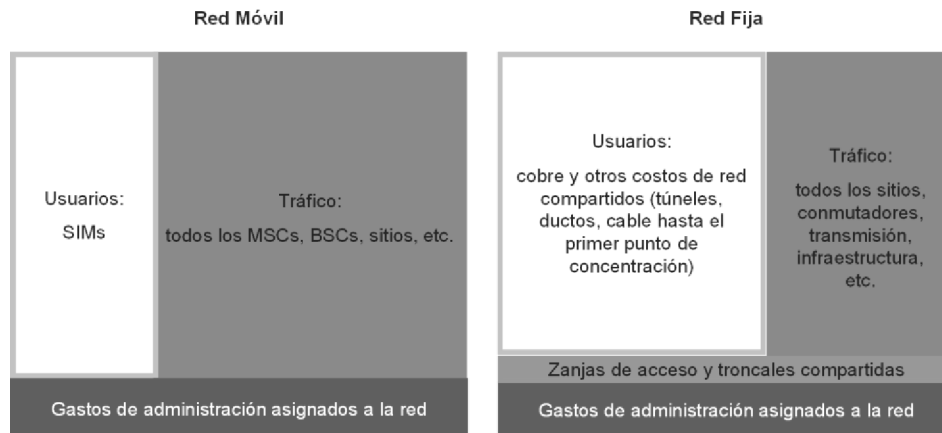 Red Móvil
Usuarios:
SIMs
Tráfico:
todos los MSCs, BSCs, sitios, etc.
Gastos de administración asignados a la red
Red Fija
Usuarios:
cobre y otros costos de red
compartidos (túneles,
ductos, cable hasta el
primer punto de
concentración)
Tráfico:
todos los sitios,
conmutadores,
transmisión,
infraestructura,
etc.
Zanjas de acceso y troncales compartidas
Gastos de administración asignados a la red